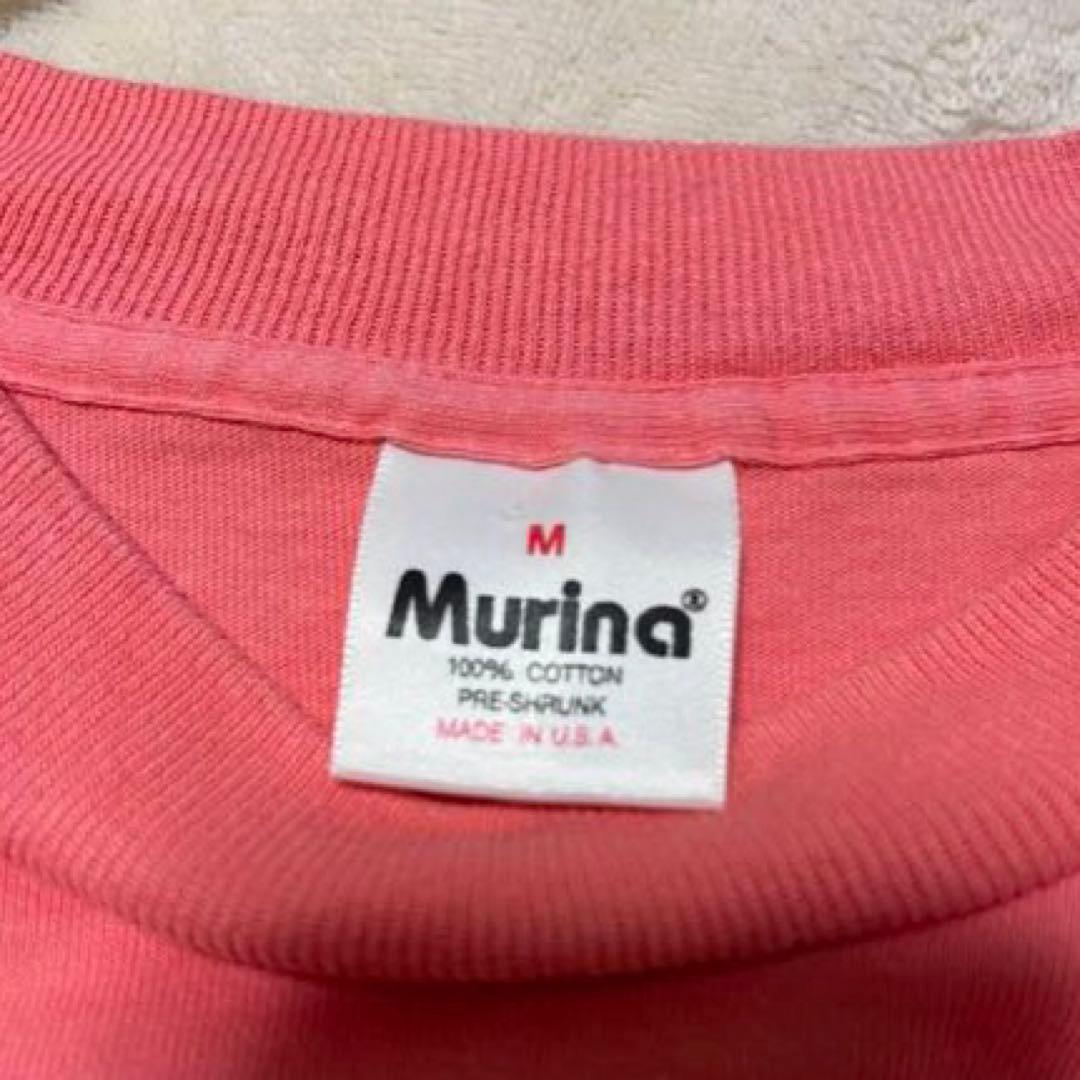 M
Murina®
100% COTTON
PRE-SHRUNK
MADE IN U.S.A.